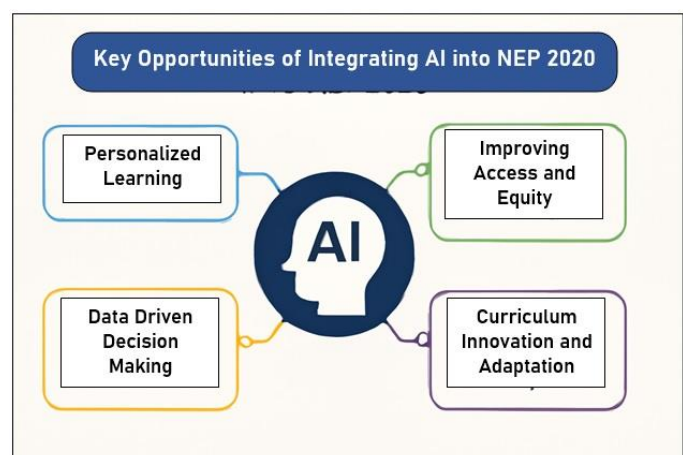 Key Opportunities of Integrating AI into NEP 2020
Personalized
Learning
Improving
Access and
Equity
AI
Data Driven
Decision
Making
Curriculum
Innovation and
Adaptation